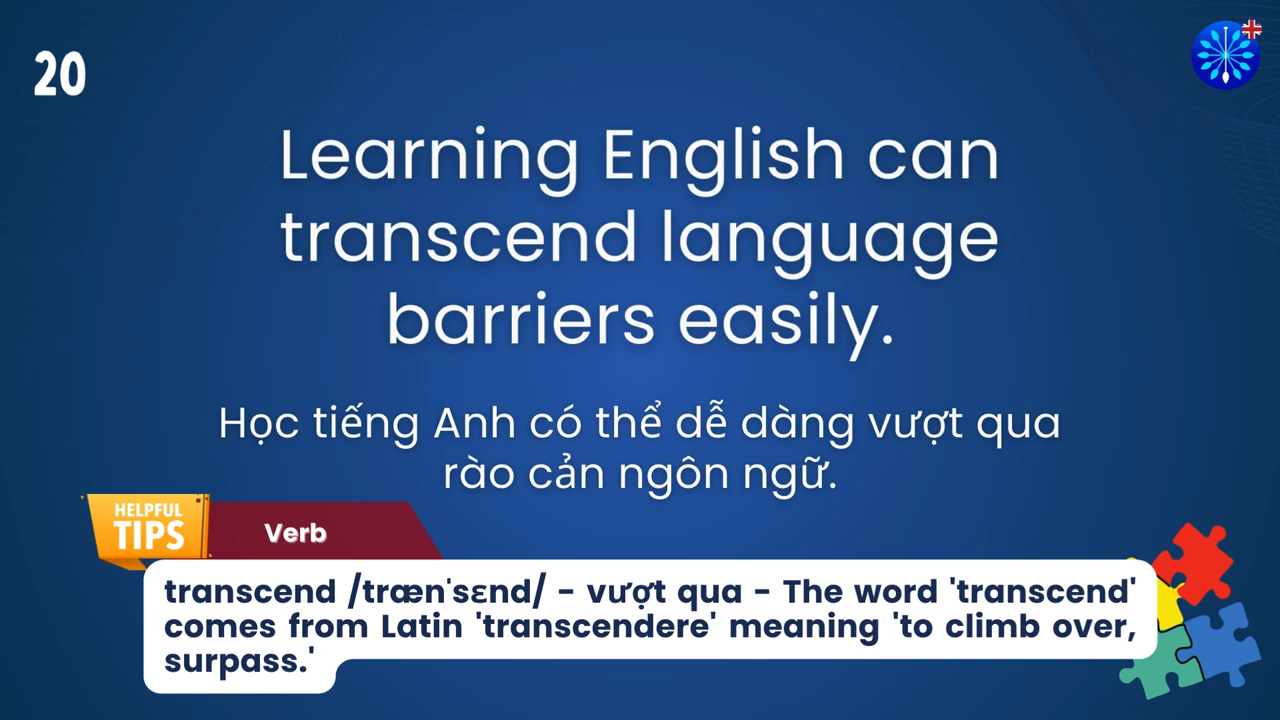 20
Learning English can
transcend language
barriers easily.
Học tiếng Anh có thể dễ dàng vượt qua
rào cản ngôn ngữ.
HELPFUL
TIPS
Verb
transcend /trænˈsɛnd/ - vượt qua - The word 'transcend'
comes from Latin 'transcendere' meaning 'to climb over,
surpass.'